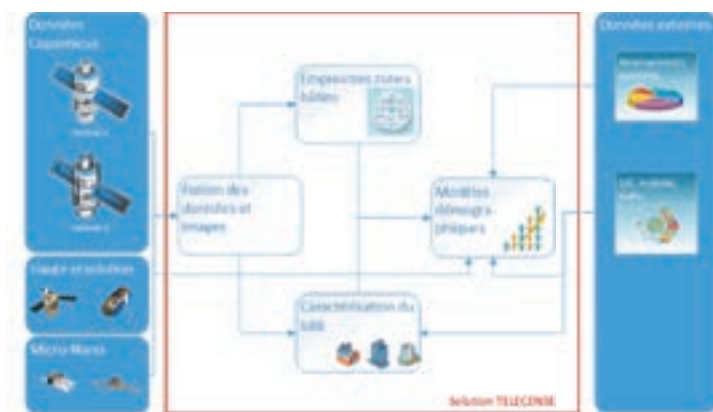 Données
Copernicus
Haute résolution
Micro-Nano
Fusion des
données et
images
Empreintes zones
bâties
Caractérisation du
bâti
Modèles
démogra-
phiques
Données externes
Solution TELECENSE